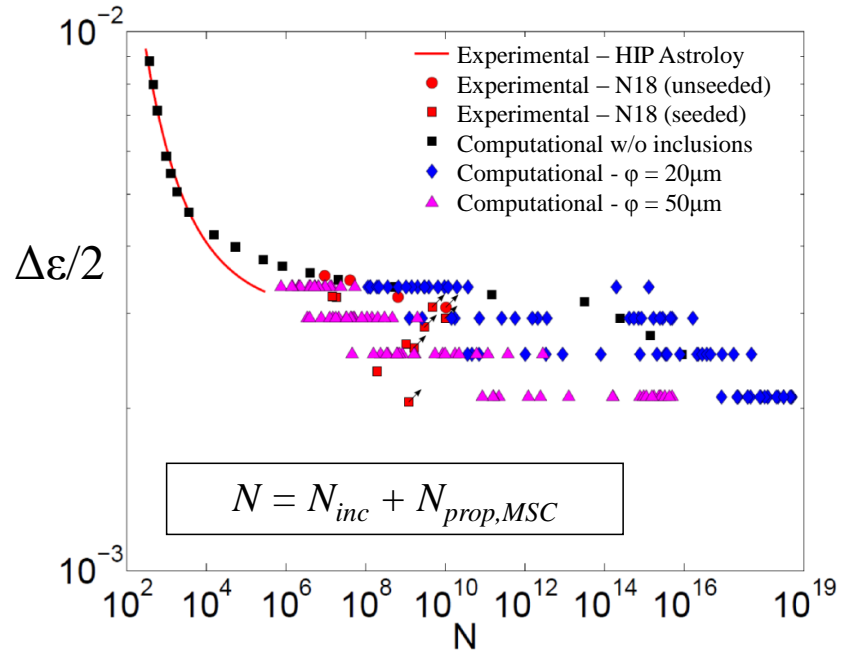 10⁻²
Experimental – HIP Astroloy
Experimental – N18 (unseeded)
Experimental – N18 (seeded)
Computational w/o inclusions
Computational - φ = 20μm
Computational - φ = 50μm
Δε/2
N = N_inc + N_prop,MSC
10⁻³
10² 10⁴ 10⁶ 10⁸ 10¹⁰ 10¹² 10¹⁴ 10¹⁶ 10¹⁹
N